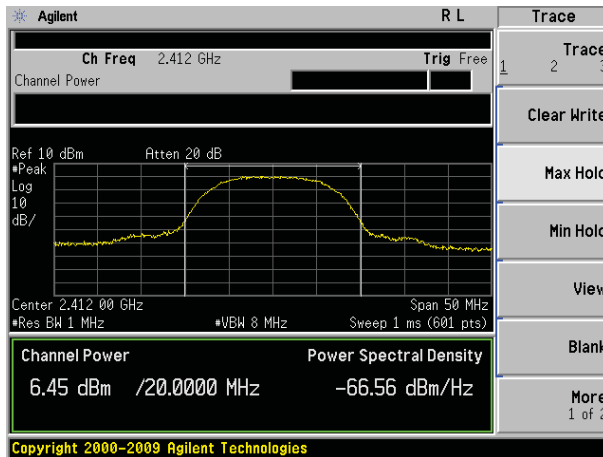 Agilent R L Trace
Ch Freq 2.412 GHz Trig Free
Channel Power
Trace
1 2 3
Clear Write
Ref 10 dBm Atten 20 dB
#Peak
Log
10
dB/
Max Hold
Min Hold
View
Center 2.412 00 GHz Span 50 MHz
#Res BW 1 MHz #VBW 8 MHz Sweep 1 ms (601 pts)
Channel Power Power Spectral Density
Blank
6.45 dBm /20.0000 MHz -66.56 dBm/Hz
More
1 of 2
Copyright 2000-2009 Agilent Technologies